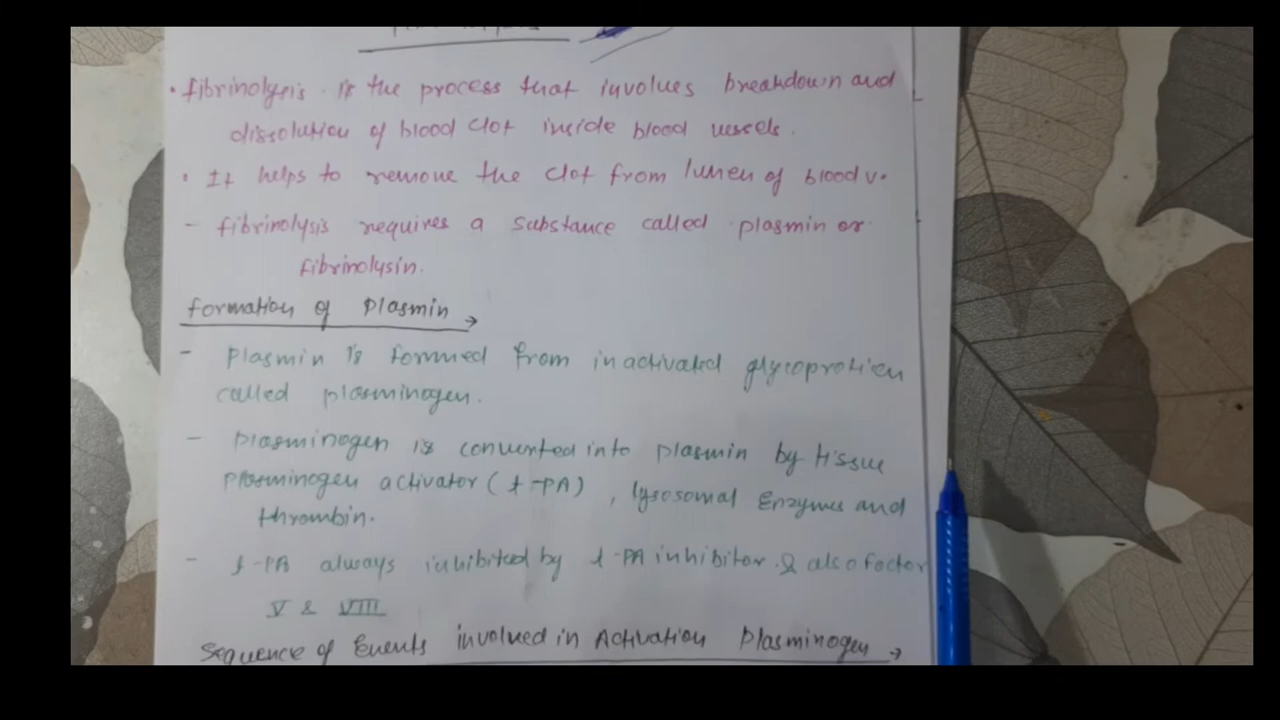 • fibrinolysis is the process that involves breakdown and
dissolution of blood clot inside blood vessels.
• It helps to remove the clot from lumen of blood v.
- fibrinolysis requires a substance called plasmin or
fibrinolysin.
formation of Plasmin →
- Plasmin is formed from inactivated glycoprotien
called plasminogen.
- Plasminogen is converted into plasmin by tissue
plasminogen activator (t-PA), lysosomal Enzymes and
thrombin.
- t-PA always inhibited by t-PA inhibitor & also factor
V & VIII
Sequence of Events involved in Activation Plasminogen →